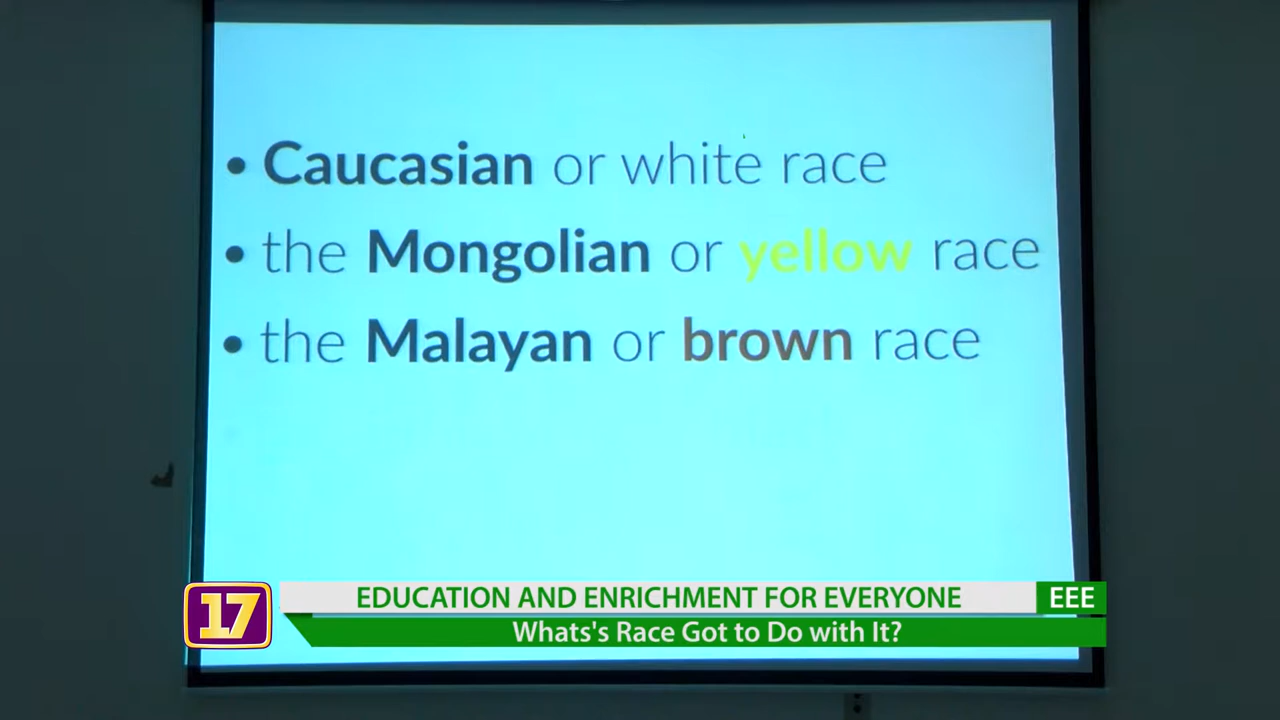 • Caucasian or white race
• the Mongolian or yellow race
• the Malayan or brown race
17
EDUCATION AND ENRICHMENT FOR EVERYONE
EEE
Whats's Race Got to Do with It?